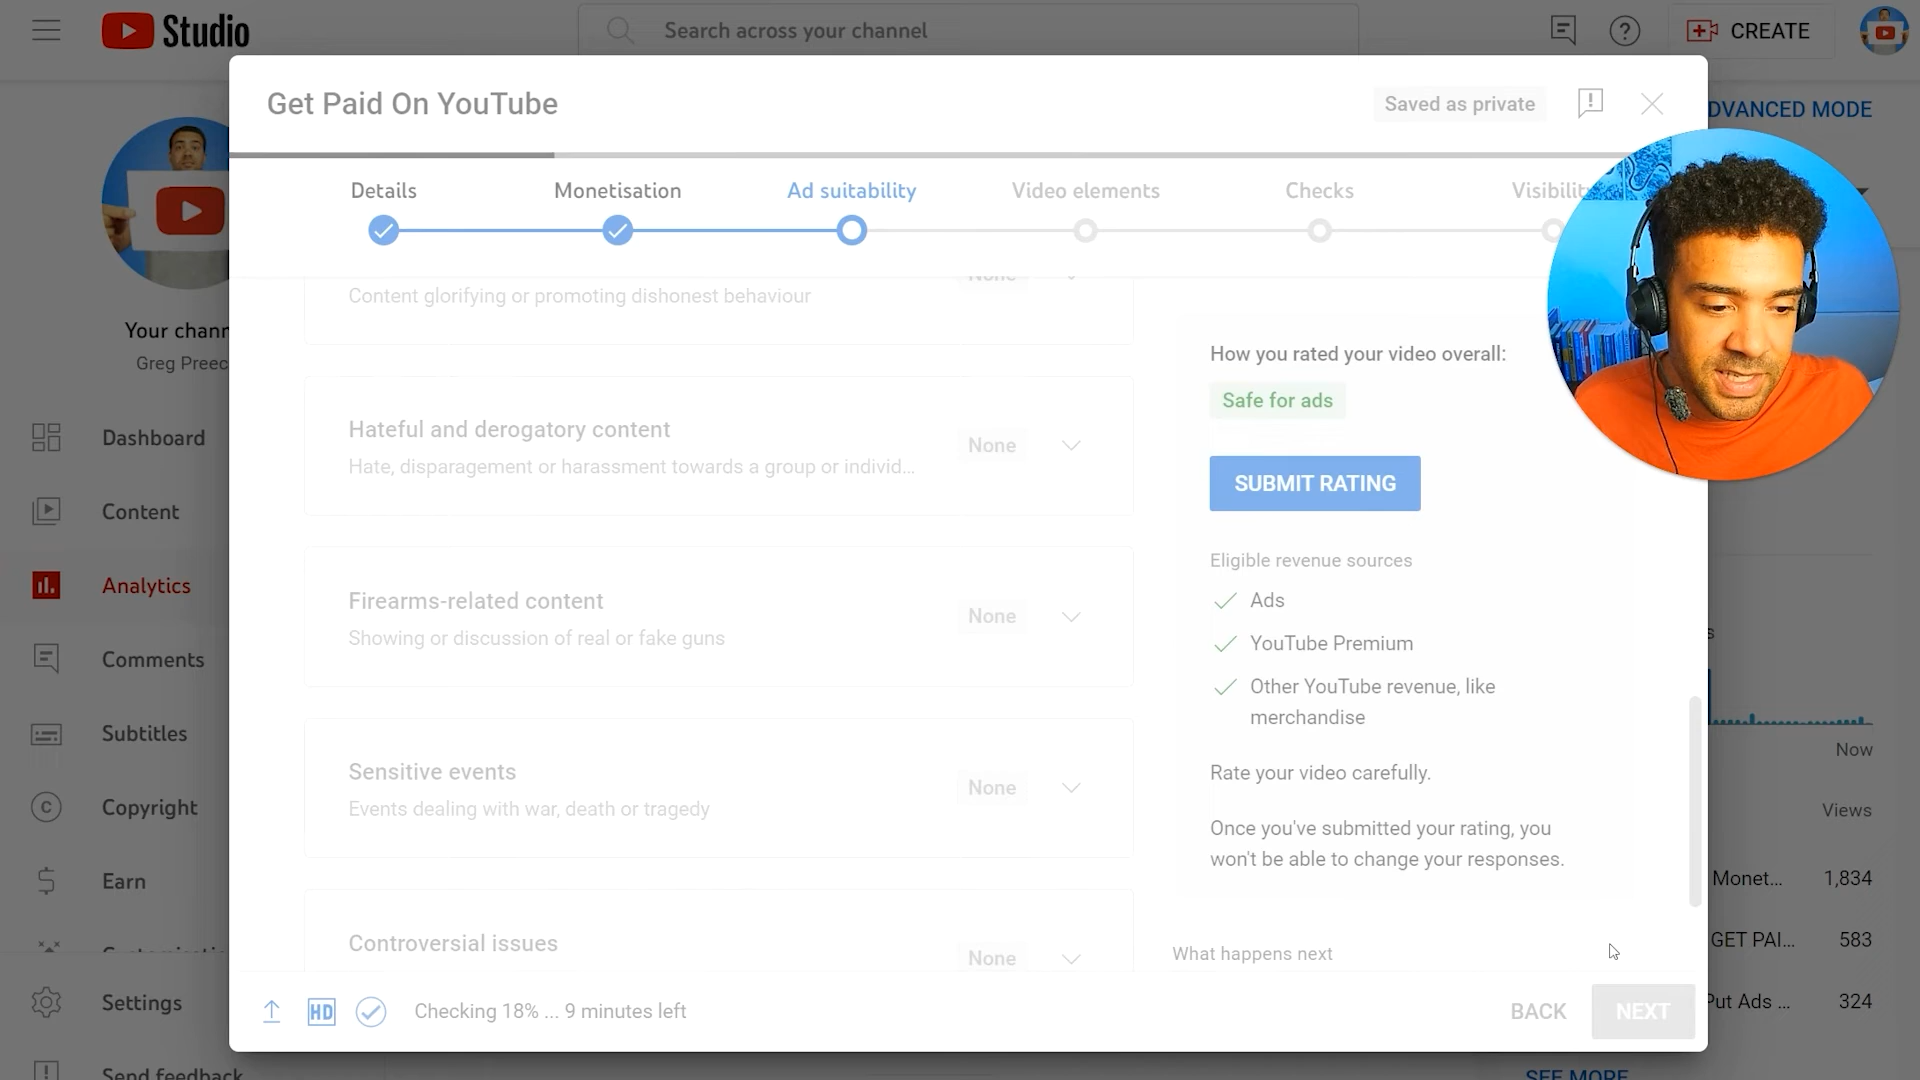 Studio
Search across your channel
CREATE
Get Paid On YouTube
Saved as private
DVANCED MODE
Details
Monetisation
Ad suitability
Video elements
Checks
Visibilit
None
Content glorifying or promoting dishonest behaviour
Your chann
Greg Preec
How you rated your video overall:
Safe for ads
Hateful and derogatory content
None
Hate, disparagement or harassment towards a group or individ...
SUBMIT RATING
Dashboard
Content
Analytics
Comments
Subtitles
Copyright
Earn
Settings
Send feedback
Eligible revenue sources
Ads
YouTube Premium
Other YouTube revenue, like
merchandise
Firearms-related content
None
Showing or discussion of real or fake guns
Rate your video carefully.
Once you've submitted your rating, you
won't be able to change your responses.
Sensitive events
None
Events dealing with war, death or tragedy
Controversial issues
None
What happens next
Now
Views
Monet... 1,834
GET PAI... 583
Put Ads ... 324
SEE MORE
HD
Checking 18% ... 9 minutes left
BACK
NEXT